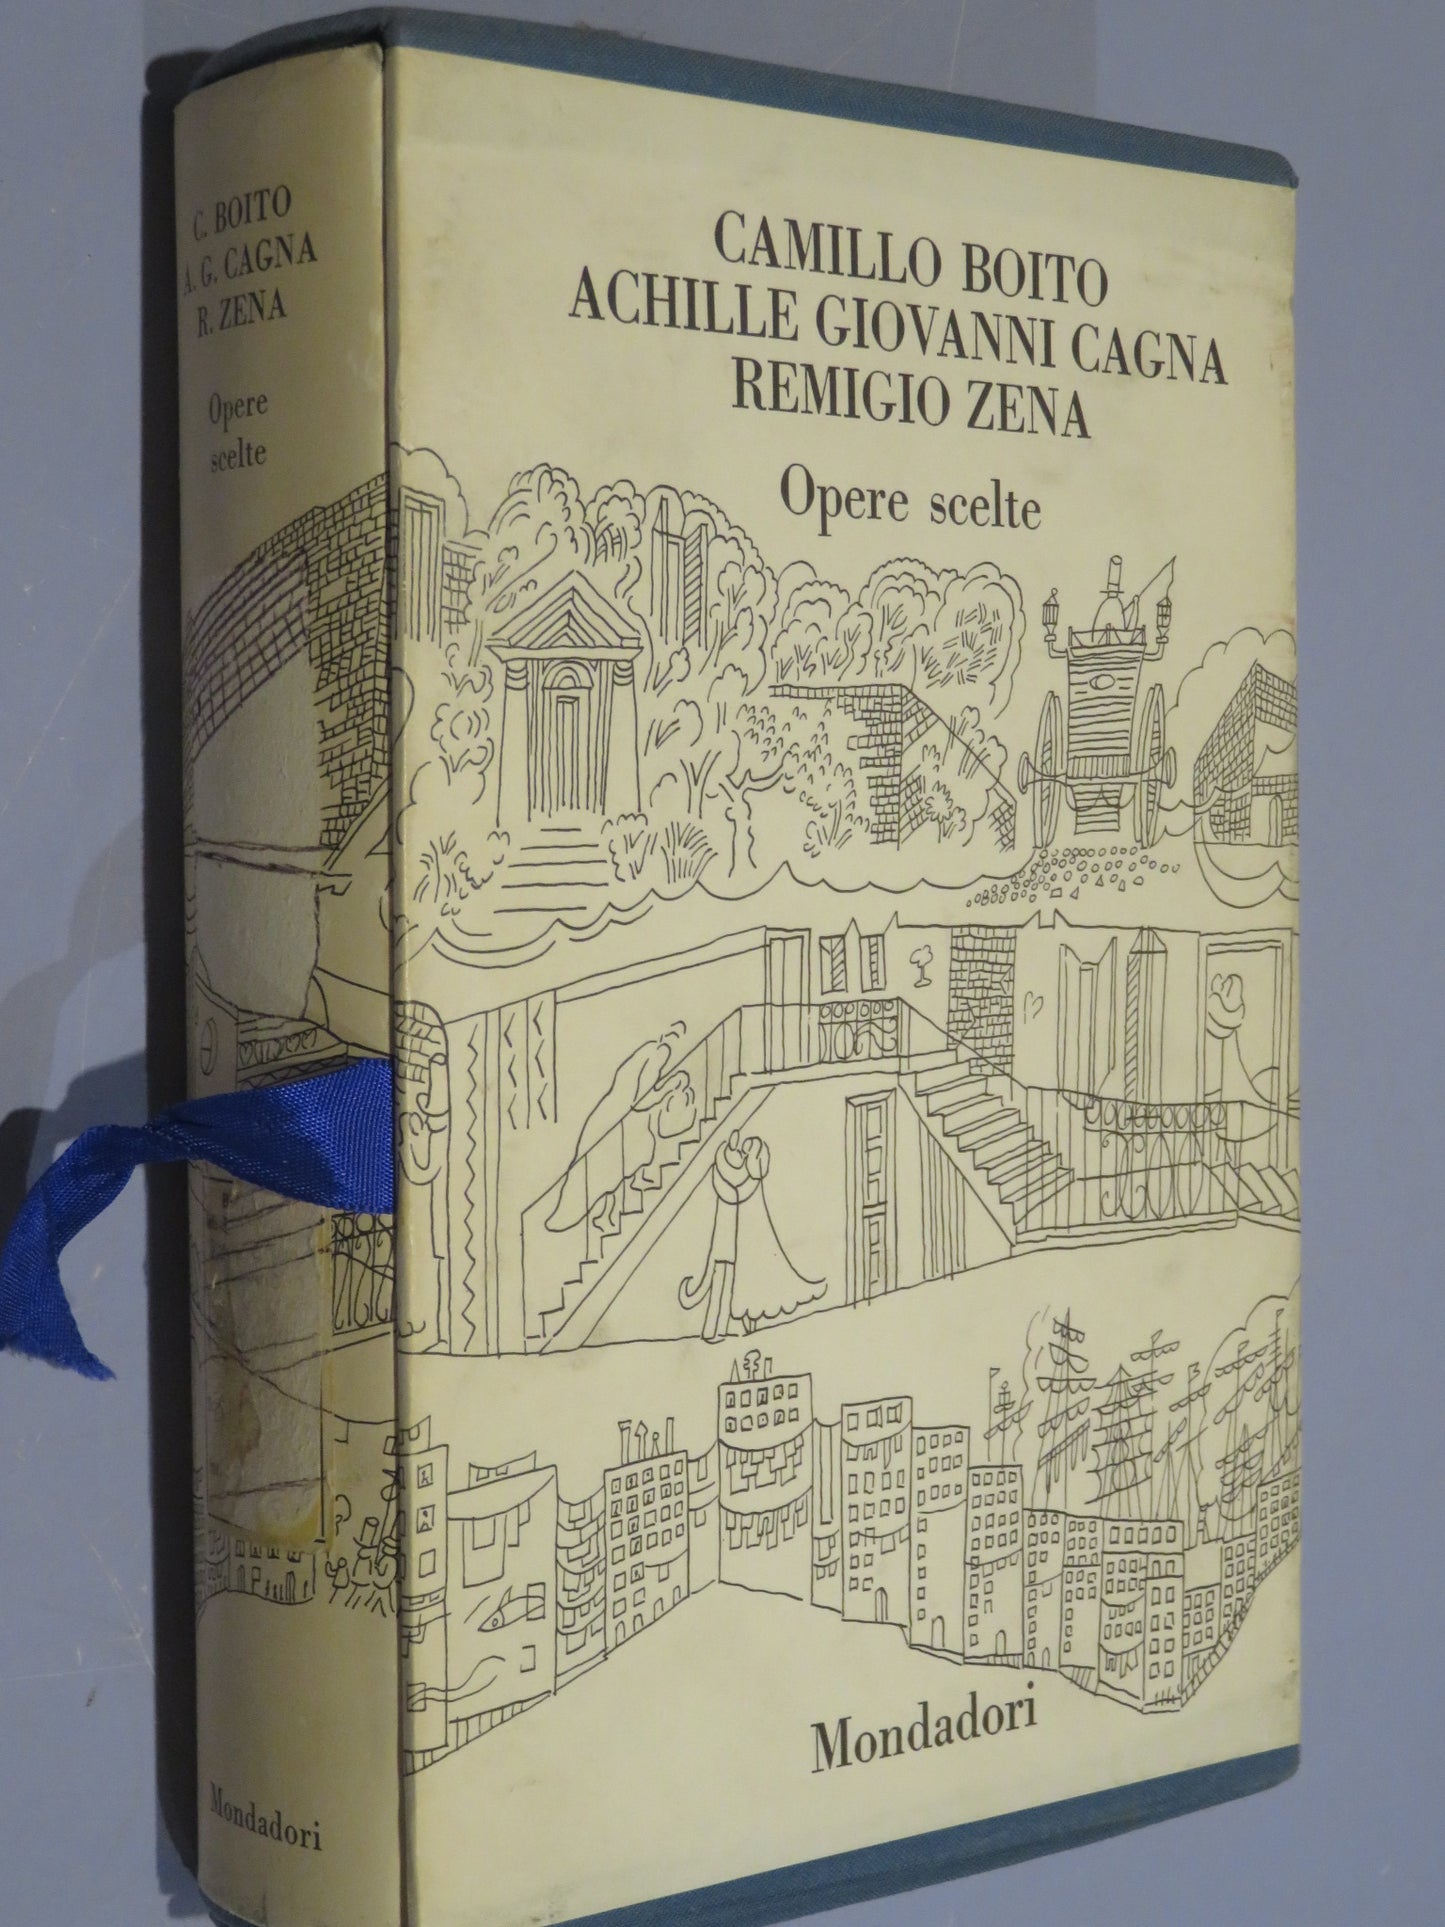 C. BOITO
A. G. CAGNA
R. ZENA
Opere
scelte
Mondadori
CAMILLO BOITO
ACHILLE GIOVANNI CAGNA
REMIGIO ZENA
Opere scelte
Mondadori